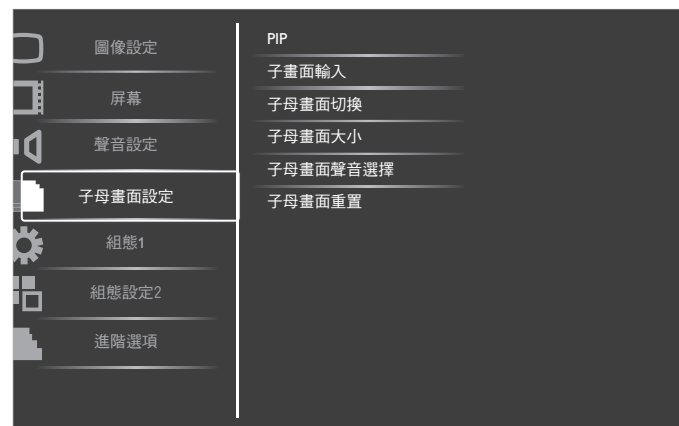 圖像設定
屏幕
聲音設定
子母畫面設定
組態1
組態設定2
進階選項
PIP
子畫面輸入
子母畫面切換
子母畫面大小
子母畫面聲音選擇
子母畫面重置